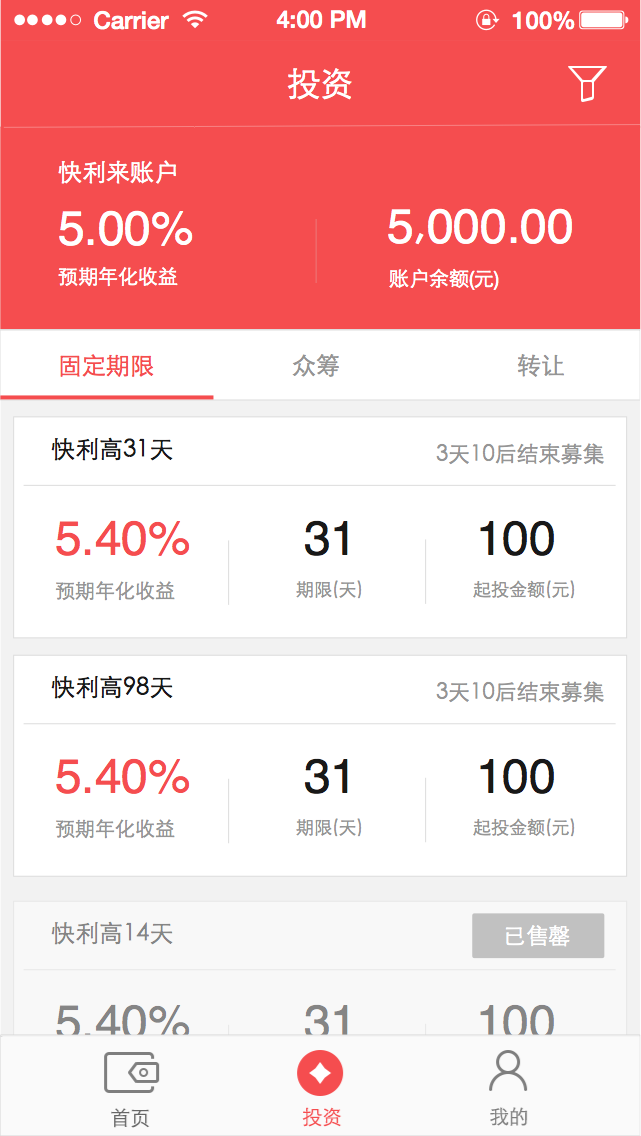 Carrier 4:00 PM 100%
投资
快利来账户
5.00% 5,000.00
预期年化收益 账户余额(元)
固定期限 众筹 转让
快利高31天 3天10后结束募集
5.40% 31 100
预期年化收益 期限(天) 起投金额(元)
快利高98天 3天10后结束募集
5.40% 31 100
预期年化收益 期限(天) 起投金额(元)
快利高14天 已售罄
5.40% 31 100
首页 投资 我的